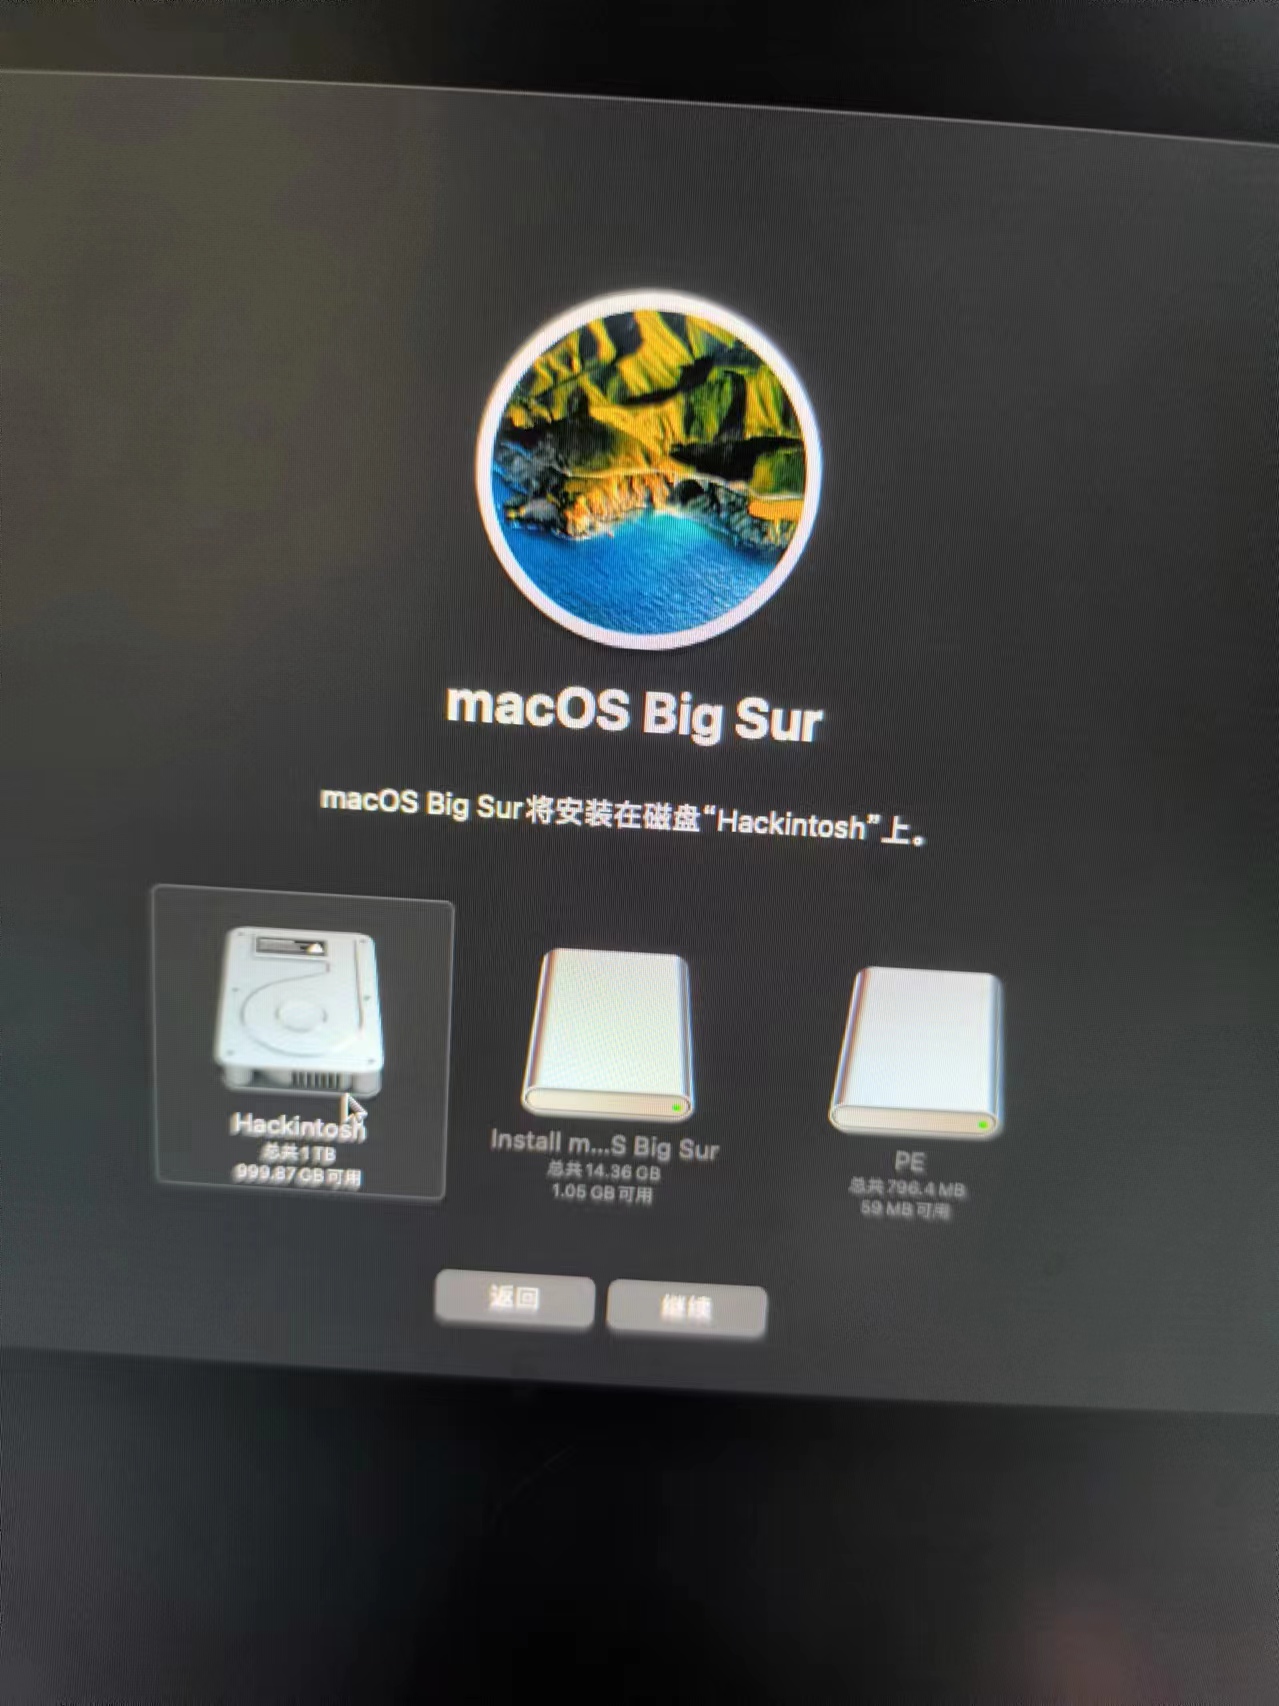 macOS Big Sur
macOS Big Sur将安装在磁盘“Hackintosh”上。
Hackintosh
总共1TB
999.87 GB可用
Install m...S Big Sur
总共14.36 GB
1.05 GB可用
PE
总共796.4 MB
59 MB可用
返回
继续